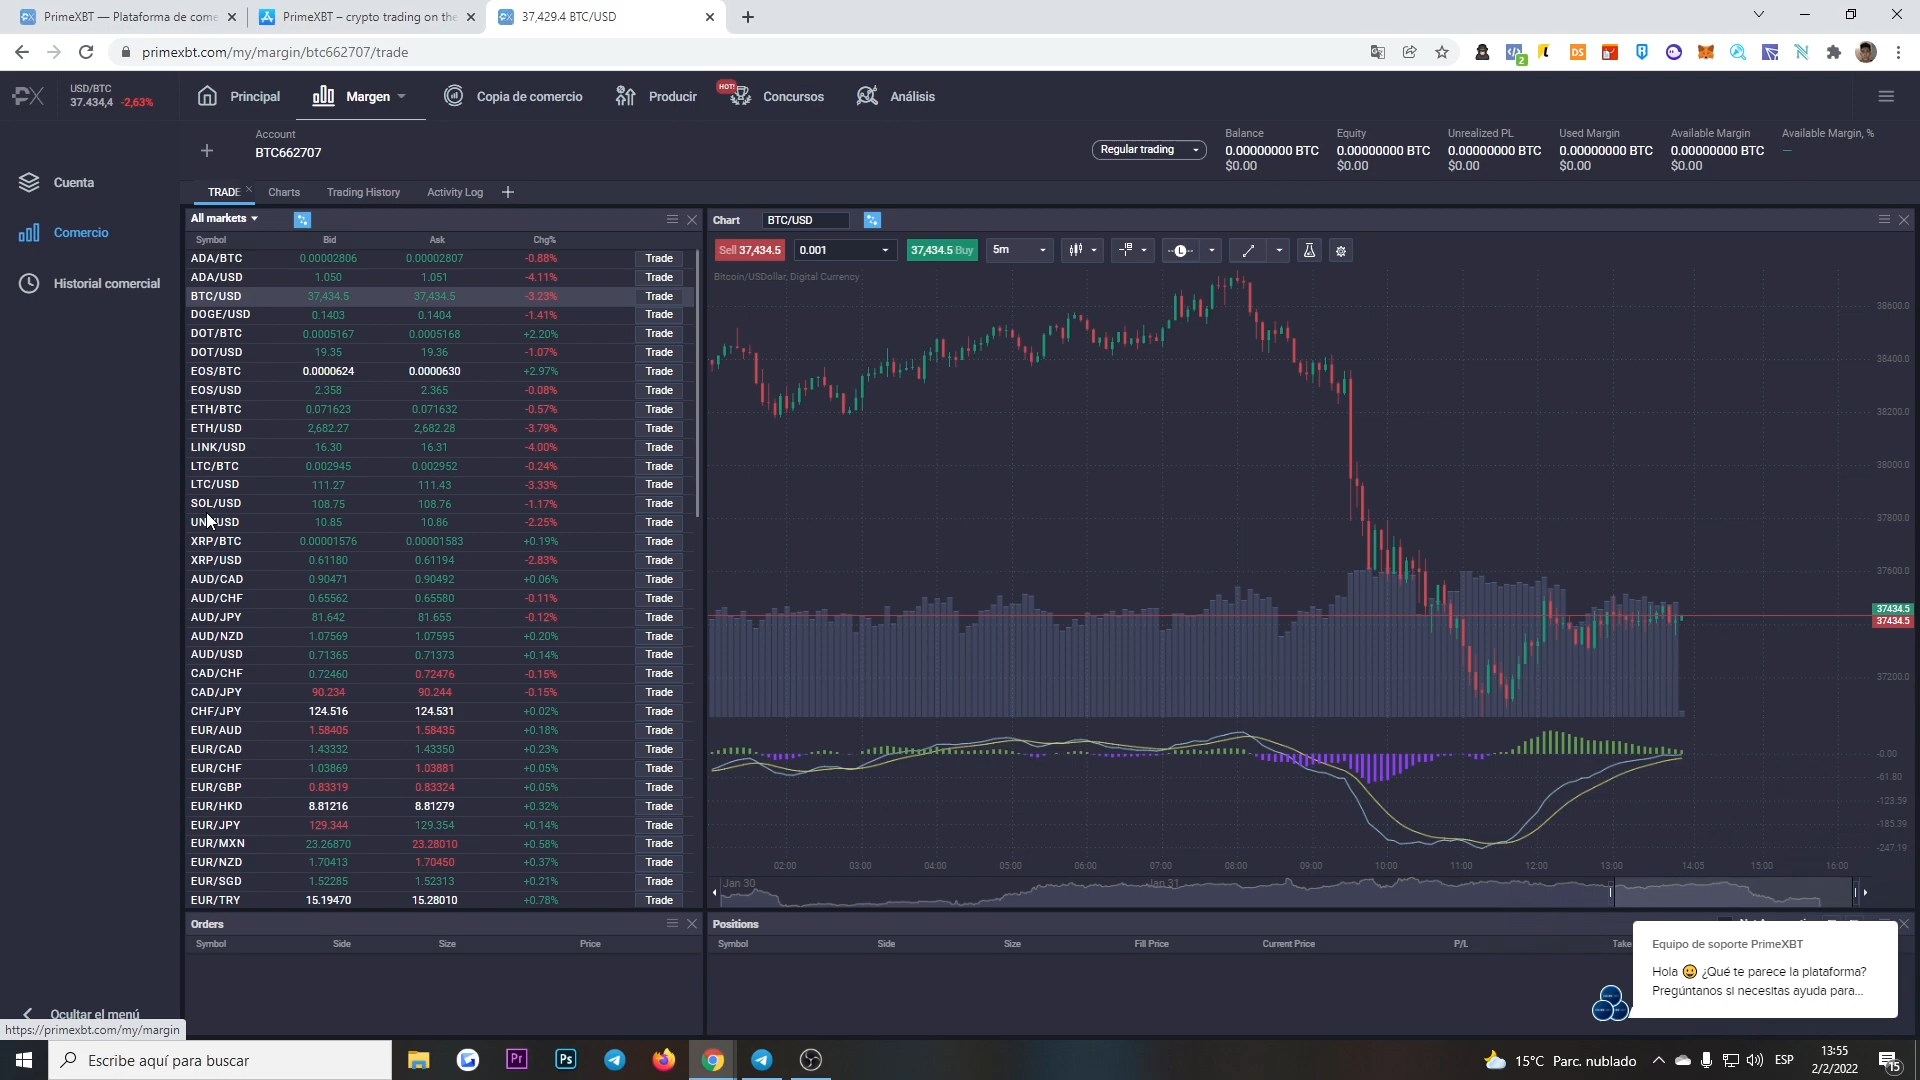 PrimeXBT — Plataforma de come
PrimeXBT – crypto trading on the
37,429.4 BTC/USD
primexbt.com/my/margin/btc662707/trade
DS
2
PX
USD/BTC
37.434,4 -2,63%
Principal
Margen
Copia de comercio
Producir
HOT!
Concursos
Análisis
Account
BTC662707
Regular trading
Balance
0.00000000 BTC
$0.00
Equity
0.00000000 BTC
$0.00
Unrealized PL
0.00000000 BTC
$0.00
Used Margin
0.00000000 BTC
$0.00
Available Margin
0.00000000 BTC
$0.00
Available Margin, %
—
Cuenta
Comercio
Historial comercial
TRADE Charts Trading History Activity Log
All markets
Symbol Bid Ask Chg%
ADA/BTC 0.00002806 0.00002807 -0.88% Trade
ADA/USD 1.050 1.051 -4.11% Trade
BTC/USD 37,434.5 37,434.5 -3.23% Trade
DOGE/USD 0.1403 0.1404 -1.41% Trade
DOT/BTC 0.0005167 0.0005168 +2.20% Trade
DOT/USD 19.35 19.36 -1.07% Trade
EOS/BTC 0.0000624 0.0000630 +2.97% Trade
EOS/USD 2.358 2.365 -0.08% Trade
ETH/BTC 0.071623 0.071632 -0.57% Trade
ETH/USD 2,682.27 2,682.28 -3.79% Trade
LINK/USD 16.30 16.31 -4.00% Trade
LTC/BTC 0.002945 0.002952 -0.24% Trade
LTC/USD 111.27 111.43 -3.33% Trade
SOL/USD 108.75 108.76 -1.17% Trade
UNI/USD 10.85 10.86 -2.25% Trade
XRP/BTC 0.00001576 0.00001583 +0.19% Trade
XRP/USD 0.61180 0.61194 -2.83% Trade
AUD/CAD 0.90471 0.90492 +0.06% Trade
AUD/CHF 0.65562 0.65580 -0.11% Trade
AUD/JPY 81.642 81.655 -0.12% Trade
AUD/NZD 1.07569 1.07595 +0.20% Trade
AUD/USD 0.71365 0.71373 +0.14% Trade
CAD/CHF 0.72460 0.72476 -0.15% Trade
CAD/JPY 90.234 90.244 -0.15% Trade
CHF/JPY 124.516 124.531 +0.02% Trade
EUR/AUD 1.58405 1.58435 +0.18% Trade
EUR/CAD 1.43332 1.43350 +0.23% Trade
EUR/CHF 1.03869 1.03881 +0.05% Trade
EUR/GBP 0.83319 0.83324 +0.05% Trade
EUR/HKD 8.81216 8.81279 +0.32% Trade
EUR/JPY 129.344 129.354 +0.14% Trade
EUR/MXN 23.26870 23.28010 +0.58% Trade
EUR/NZD 1.70413 1.70450 +0.37% Trade
EUR/SGD 1.52285 1.52313 +0.21% Trade
EUR/TRY 15.19470 15.28010 +0.78% Trade
Chart BTC/USD
Sell 37,434.5 0.001 37,434.5 Buy 5m
Bitcoin/USDollar, Digital Currency
38600.0
38400.0
38200.0
38000.0
37800.0
37600.0
37434.5
37434.5
37200.0
-0.00
-61.80
-123.59
-185.39
-247.19
02:00 03:00 04:00 05:00 06:00 07:00 08:00 09:00 10:00 11:00 12:00 13:00 14:05 15:00 16:00
Jan 30 Jan 31
Orders
Symbol Side Size Price
Positions
Symbol Side Size Fill Price Current Price P/L Take
Equipo de soporte PrimeXBT
Hola 😀 ¿Qué te parece la plataforma?
Pregúntanos si necesitas ayuda para...
Ocultar el menú
https://primexbt.com/my/margin
Escribe aquí para buscar
Pr
Ps
15°C Parc. nublado
ESP
13:55
2/2/2022
15